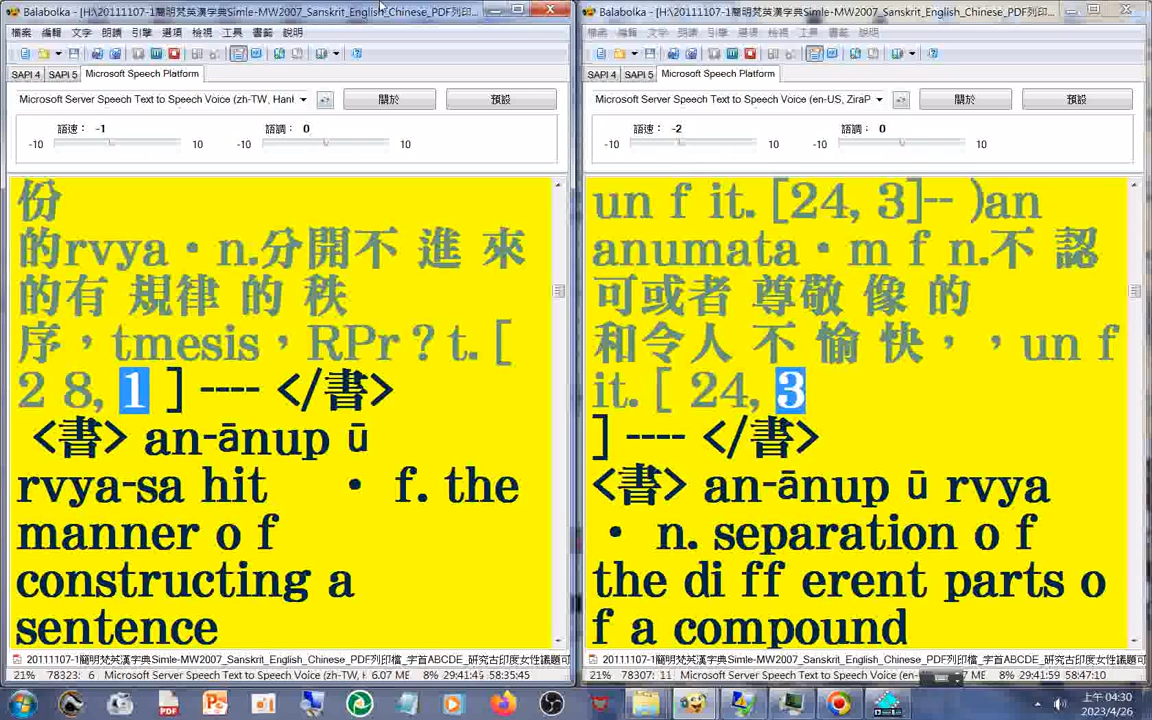 Balabolka - [H:\20111107-1簡明梵英漢字典Simle-MW2007_Sanskrit_English_Chinese_PDF列印...
檔案 編輯 文字 朗讀 引擎 選項 檢視 工具 書籤 說明
SAPI 4 SAPI 5 Microsoft Speech Platform
Microsoft Server Speech Text to Speech Voice (zh-TW, Hanl
關於 預設
語速： -1 語調： 0
-10 10 -10 10
份
的rvya‧n.分開不 進 來
的有 規律 的 秩
序，tmesis，RPr？t. [
2 8, 1 ] ---- </書>
<書> an-ānup ū
rvya-sa hit ‧ f. the
manner o f
constructing a
sentence
20111107-1簡明梵英漢字典Simle-MW2007_Sanskrit_English_Chinese_PDF列印檔_字首ABCDE_研究古印度女性議題可
21% 78323: 6 Microsoft Server Speech Text to Speech Voice (zh-TW, H 6.07 ME 8% 29:41:45 58:35:45
Balabolka - [H:\20111107-1簡明梵英漢字典Simle-MW2007_Sanskrit_English_Chinese_PDF列印...
檔案 編輯 文字 朗讀 引擎 選項 檢視 工具 書籤 說明
SAPI 4 SAPI 5 Microsoft Speech Platform
Microsoft Server Speech Text to Speech Voice (en-US, ZiraP
關於 預設
語速： -2 語調： 0
-10 10 -10 10
un f it. [24, 3]-- )an
anumata‧m f n.不 認
可或者 尊敬 像 的
和令人 不 愉 快，，un f
it. [ 24, 3
] ---- </書>
<書> an-ānup ū rvya
‧ n. separation o f
the di ff erent parts o
f a compound
20111107-1簡明梵英漢字典Simle-MW2007_Sanskrit_English_Chinese_PDF列印檔_字首ABCDE_研究古印度女性議題可
21% 78307: 11 Microsoft Server Speech Text to Speech Voice (en-U 8% 29:41:59 58:47:10
上午 04:30
2023/4/26